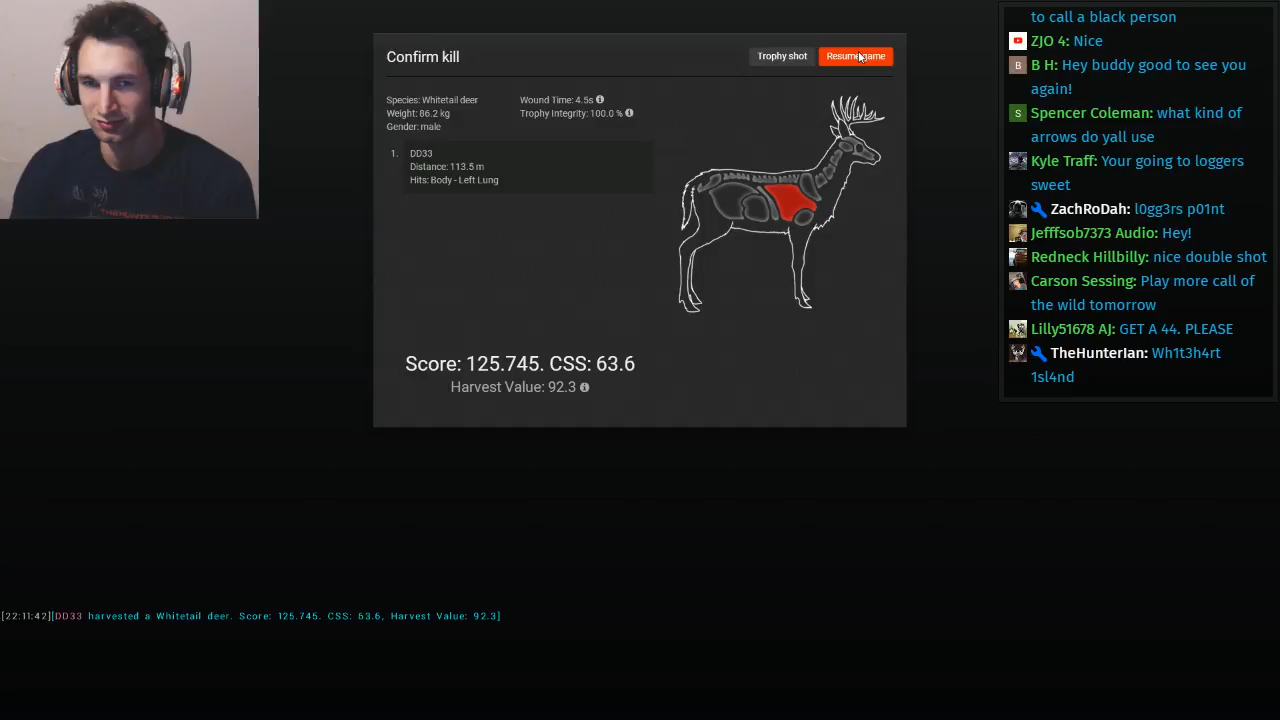 Confirm kill
Trophy shot
Resume game
Species: Whitetail deer
Weight: 86.2 kg
Gender: male
Wound Time: 4.5s
Trophy Integrity: 100.0 %
1. DD33
Distance: 113.5 m
Hits: Body - Left Lung
Score: 125.745. CSS: 63.6
Harvest Value: 92.3
to call a black person
ZJO 4: Nice
B H: Hey buddy good to see you
again!
Spencer Coleman: what kind of
arrows do yall use
Kyle Traff: Your going to loggers
sweet
ZachRoDah: l0gg3rs p01nt
Jefffsob7373 Audio: Hey!
Redneck Hillbilly: nice double shot
Carson Sessing: Play more call of
the wild tomorrow
Lilly51678 AJ: GET A 44. PLEASE
TheHunterIan: Wh1t3h4rt
1sl4nd
[22:11:42][DD33 harvested a Whitetail deer. Score: 125.745. CSS: 63.6, Harvest Value: 92.3]